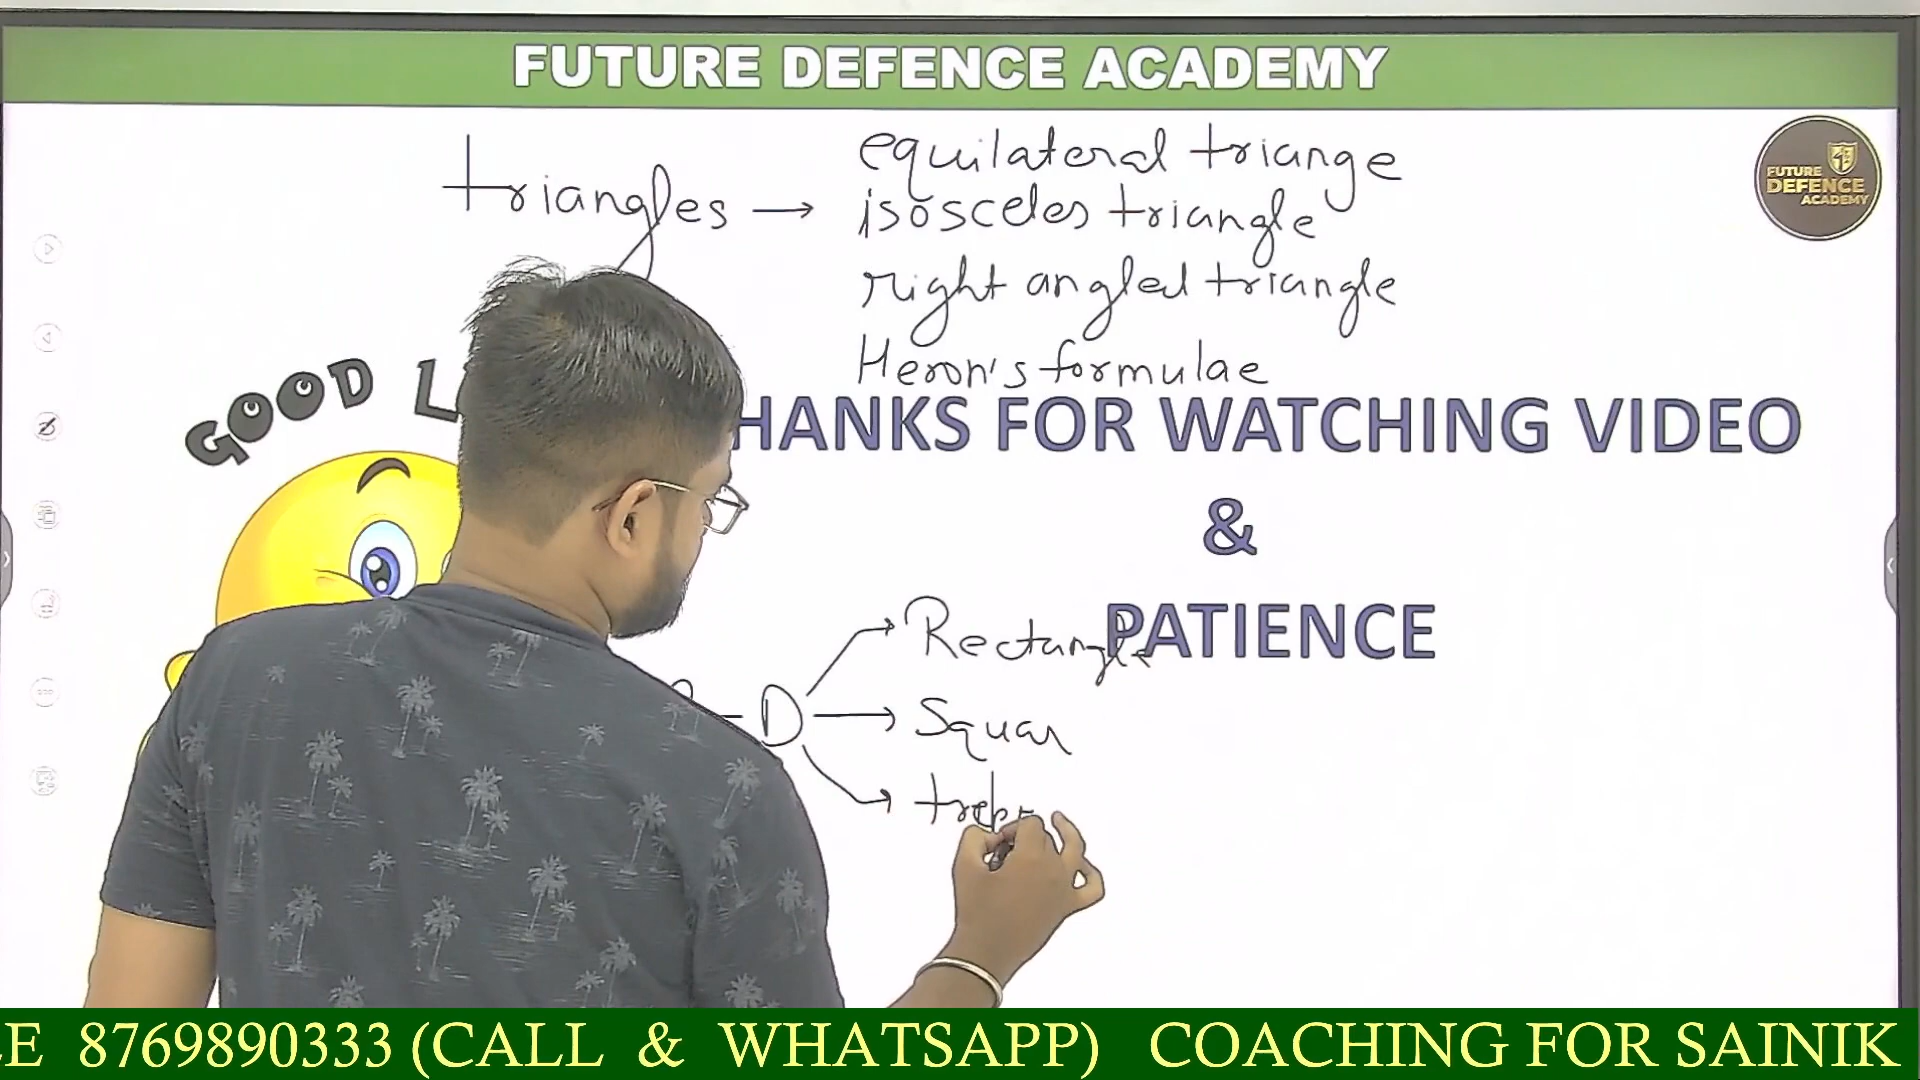 FUTURE DEFENCE ACADEMY
equilateral triange
triangles → isosceles triangle
right angled triangle
Heron's formulae
FUTURE
DEFENCE
ACADEMY
GOOD L
HANKS FOR WATCHING VIDEO
&
PATIENCE
Rectangle
D
Squar
8769890333 (CALL & WHATSAPP) COACHING FOR SAINIK